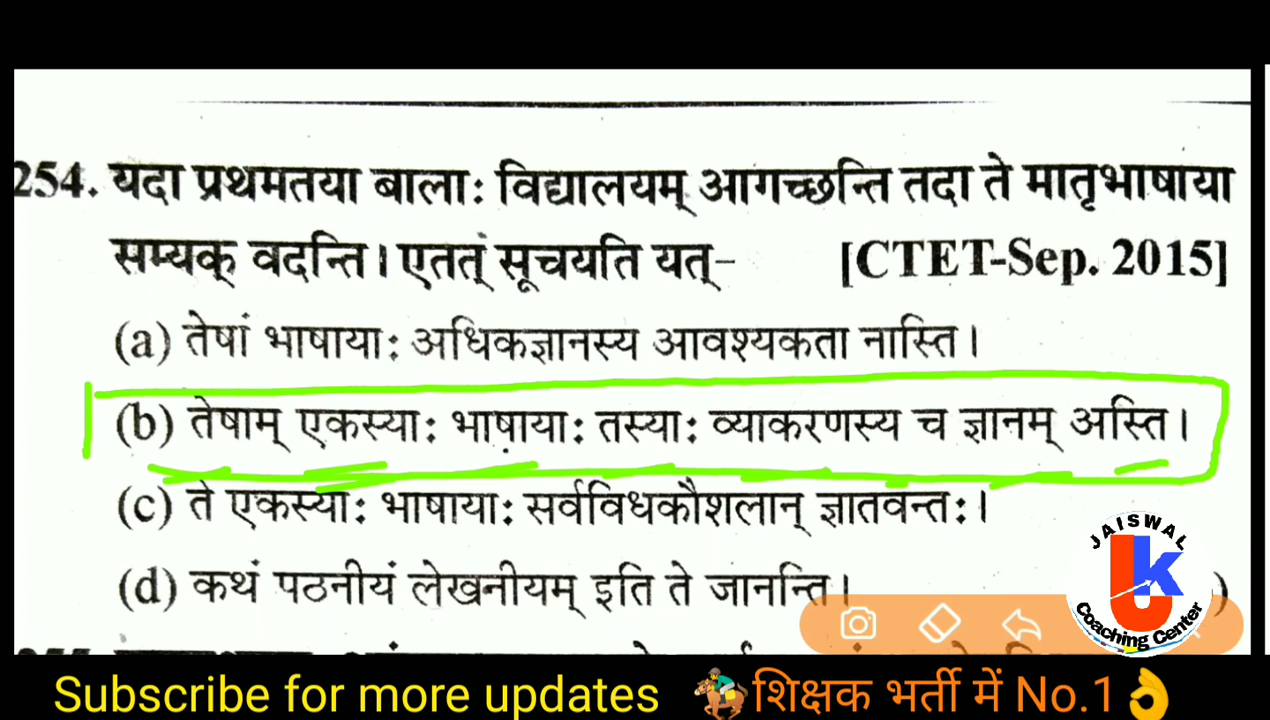 254. यदा प्रथमतया बालाः विद्यालयम् आगच्छन्ति तदा ते मातृभाषाया
सम्यक् वदन्ति। एतत् सूचयति यत्– [CTET-Sep. 2015]
(a) तेषां भाषायाः अधिकज्ञानस्य आवश्यकता नास्ति।
(b) तेषाम् एकस्याः भाषायाः तस्याः व्याकरणस्य च ज्ञानम् अस्ति।
(c) ते एकस्याः भाषायाः सर्वविधकौशलान् ज्ञातवन्तः।
(d) कथं पठनीयं लेखनीयम् इति ते जानन्ति। )
JAISWAL
UK
Coaching Center
Subscribe for more updates 🏇शिक्षक भर्ती में No.1👌